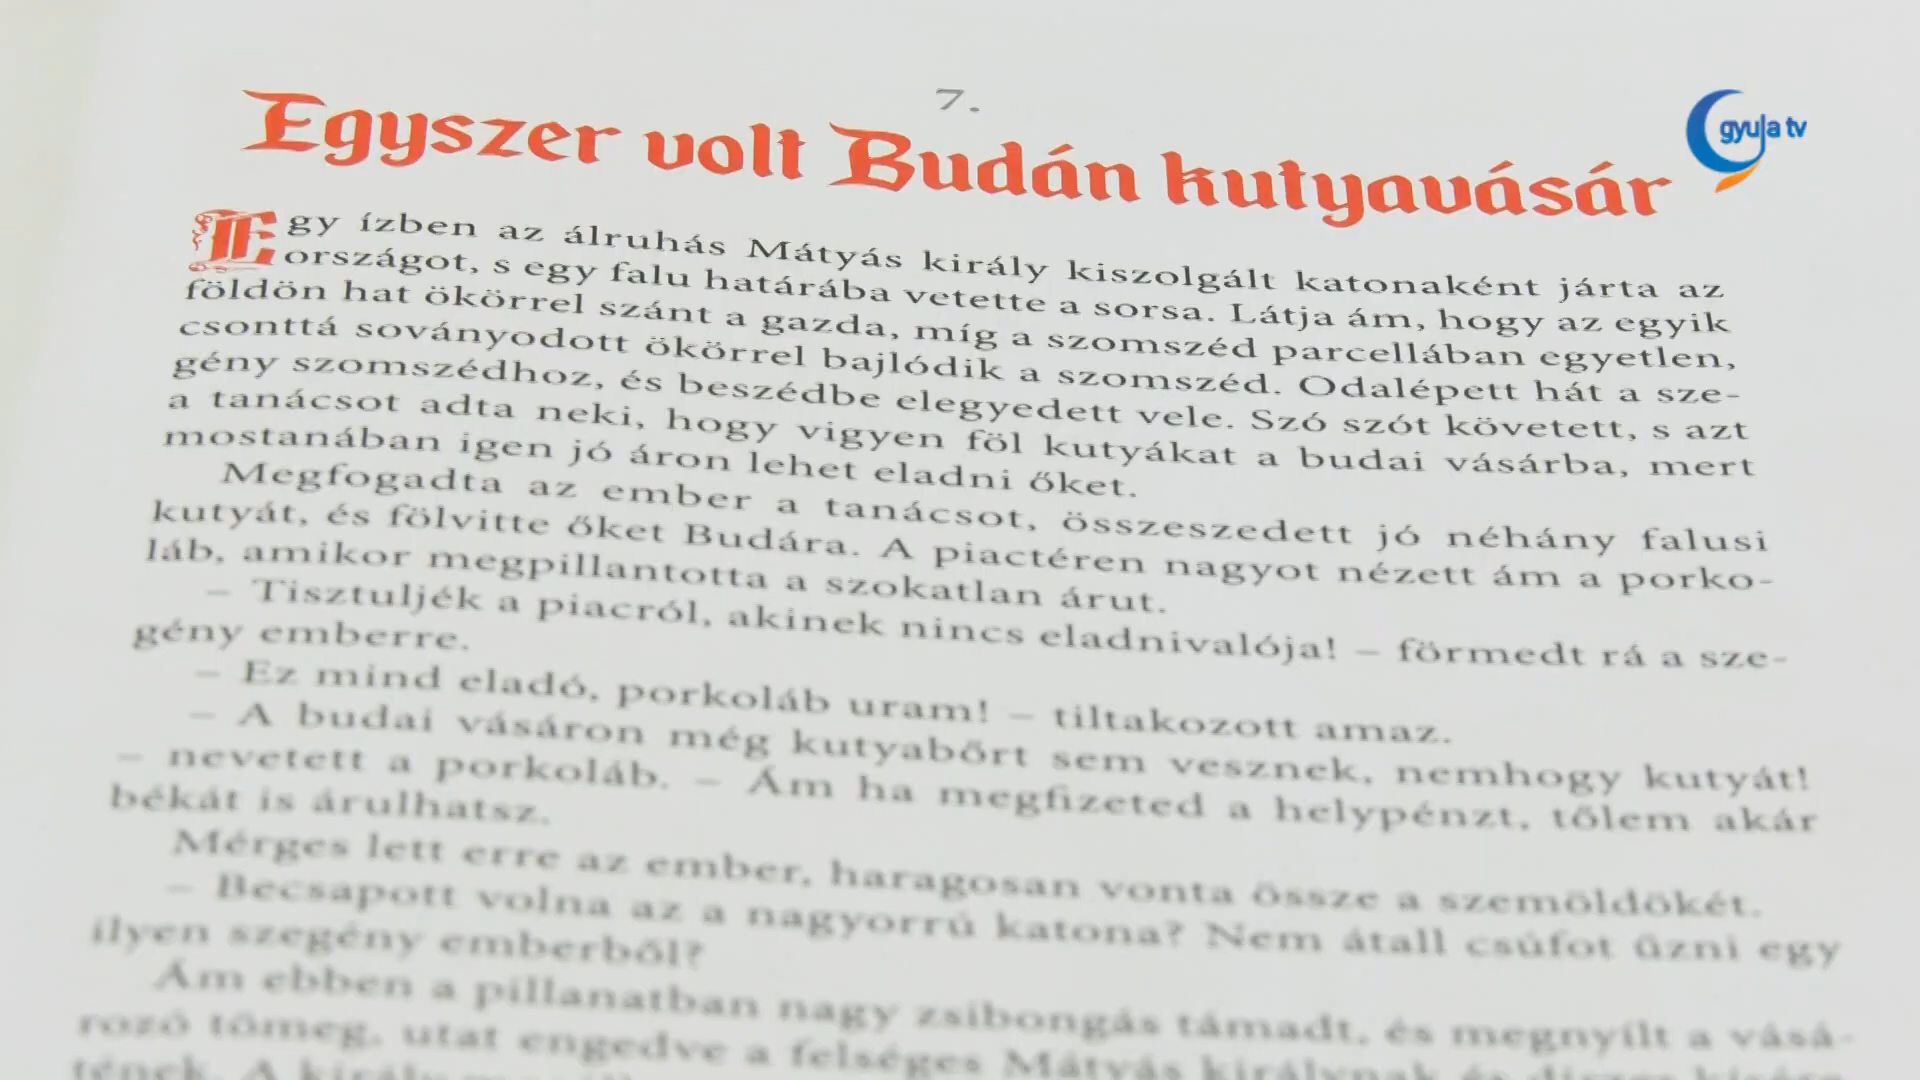 7.
Egyszer volt Budán kutyavásár
gyula tv
Egy ízben az álruhás Mátyás király kiszolgált katonaként járta az
országot, s egy falu határába vetette a sorsa. Látja ám, hogy az egyik
földön hat ökörrel szánt a gazda, míg a szomszéd parcellában egyetlen,
csonttá soványodott ökörrel bajlódik a szomszéd. Odalépett hát a sze-
gény szomszédhoz, és beszédbe elegyedett vele. Szó szót követett, s azt
a tanácsot adta neki, hogy vigyen föl kutyákat a budai vásárba, mert
mostanában igen jó áron lehet eladni őket.
Megfogadta az ember a tanácsot, összeszedett jó néhány falusi
kutyát, és fölvitte őket Budára. A piactéren nagyot nézett ám a porko-
láb, amikor megpillantotta a szokatlan árut.
– Tisztuljék a piacról, akinek nincs eladnivalója! – förmedt rá a sze-
gény emberre.
– Ez mind eladó, porkoláb uram! – tiltakozott amaz.
– A budai vásáron még kutyabőrt sem vesznek, nemhogy kutyát!
– nevetett a porkoláb. – Ám ha megfizeted a helypénzt, tőlem akár
békát is árulhatsz.
Mérges lett erre az ember, haragosan vonta össze a szemöldökét.
– Becsapott volna az a nagyorrú katona? Nem átall csúfot űzni egy
ilyen szegény emberből?
Ám ebben a pillanatban nagy zsibongás támadt, és megnyílt a vásá-
rozó tömeg, utat engedve a felséges Mátyás királynak és díszes
tének. A király